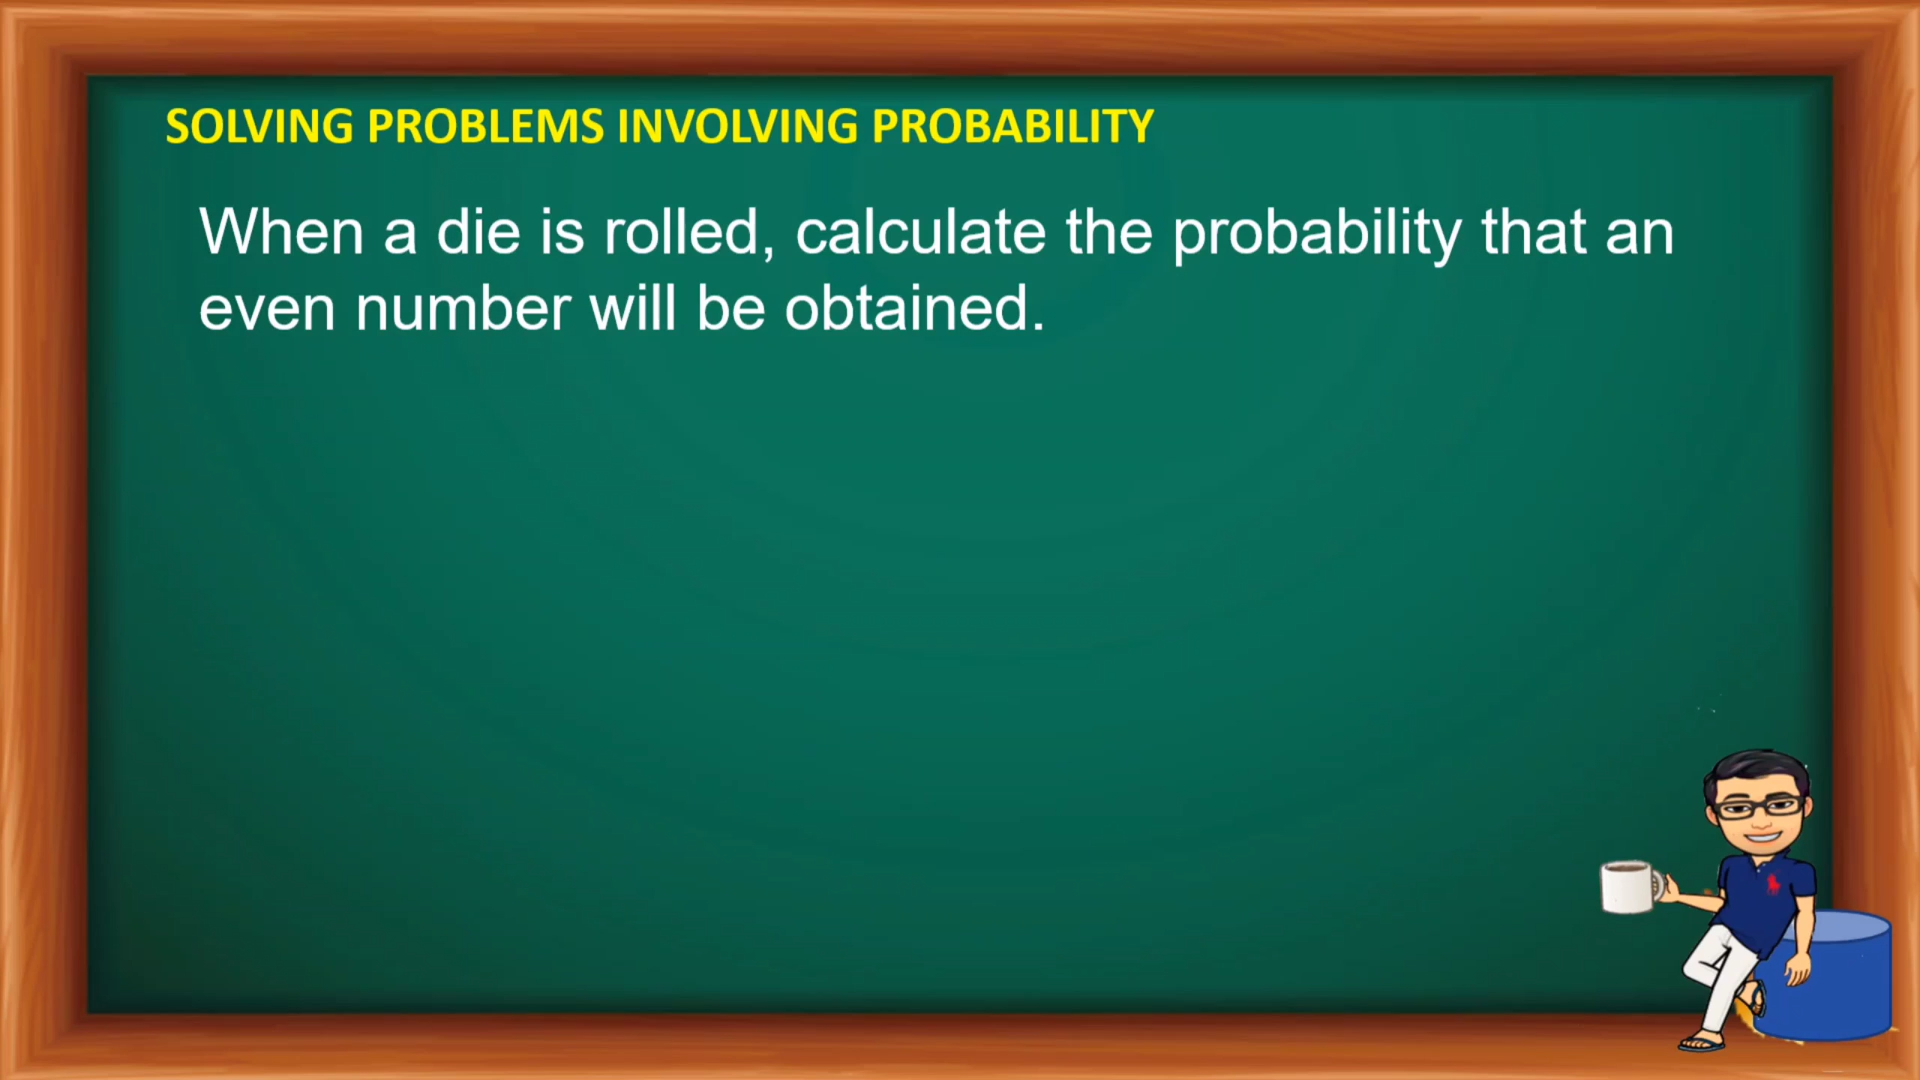 SOLVING PROBLEMS INVOLVING PROBABILITY
When a die is rolled, calculate the probability that an
even number will be obtained.